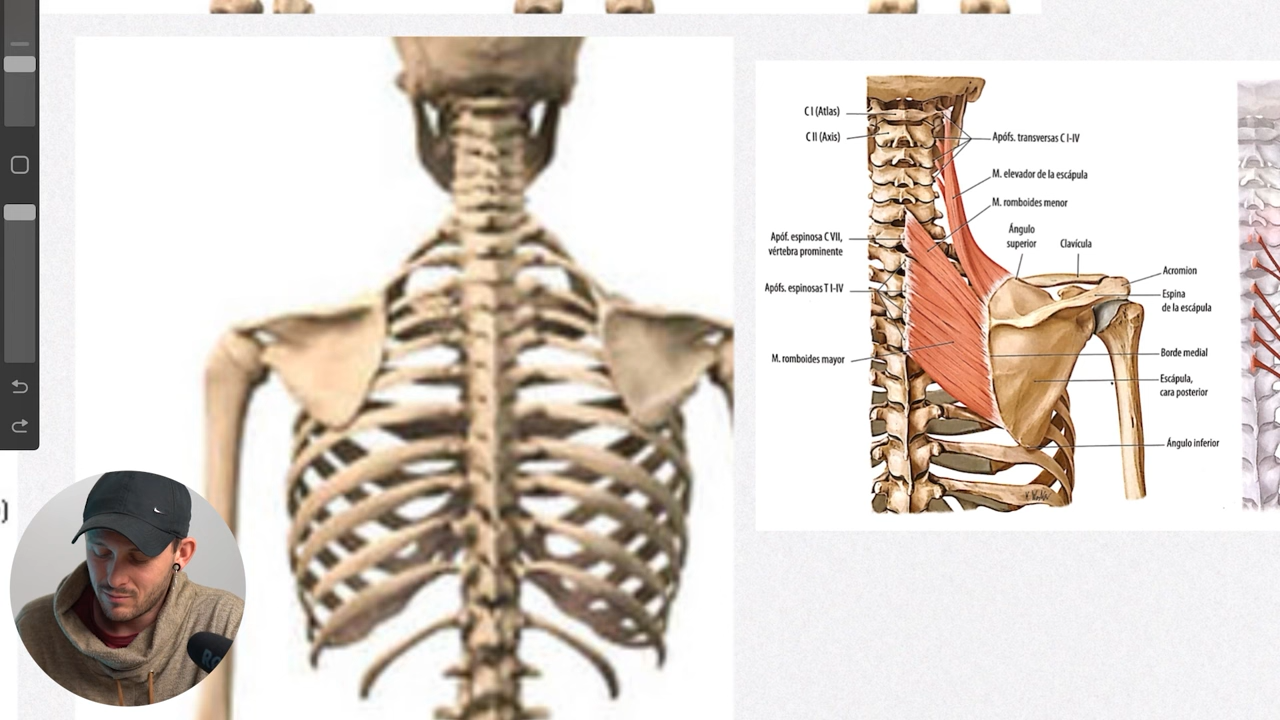 C I (Atlas)
C II (Axis)
Apófs. transversas C I-IV
M. elevador de la escápula
M. romboides menor
Ángulo
superior
Clavícula
Apóf. espinosa C VII,
vértebra prominente
Acromion
Apófs. espinosas T I-IV
Espina
de la escápula
M. romboides mayor
Borde medial
Escápula,
cara posterior
Ángulo inferior
)